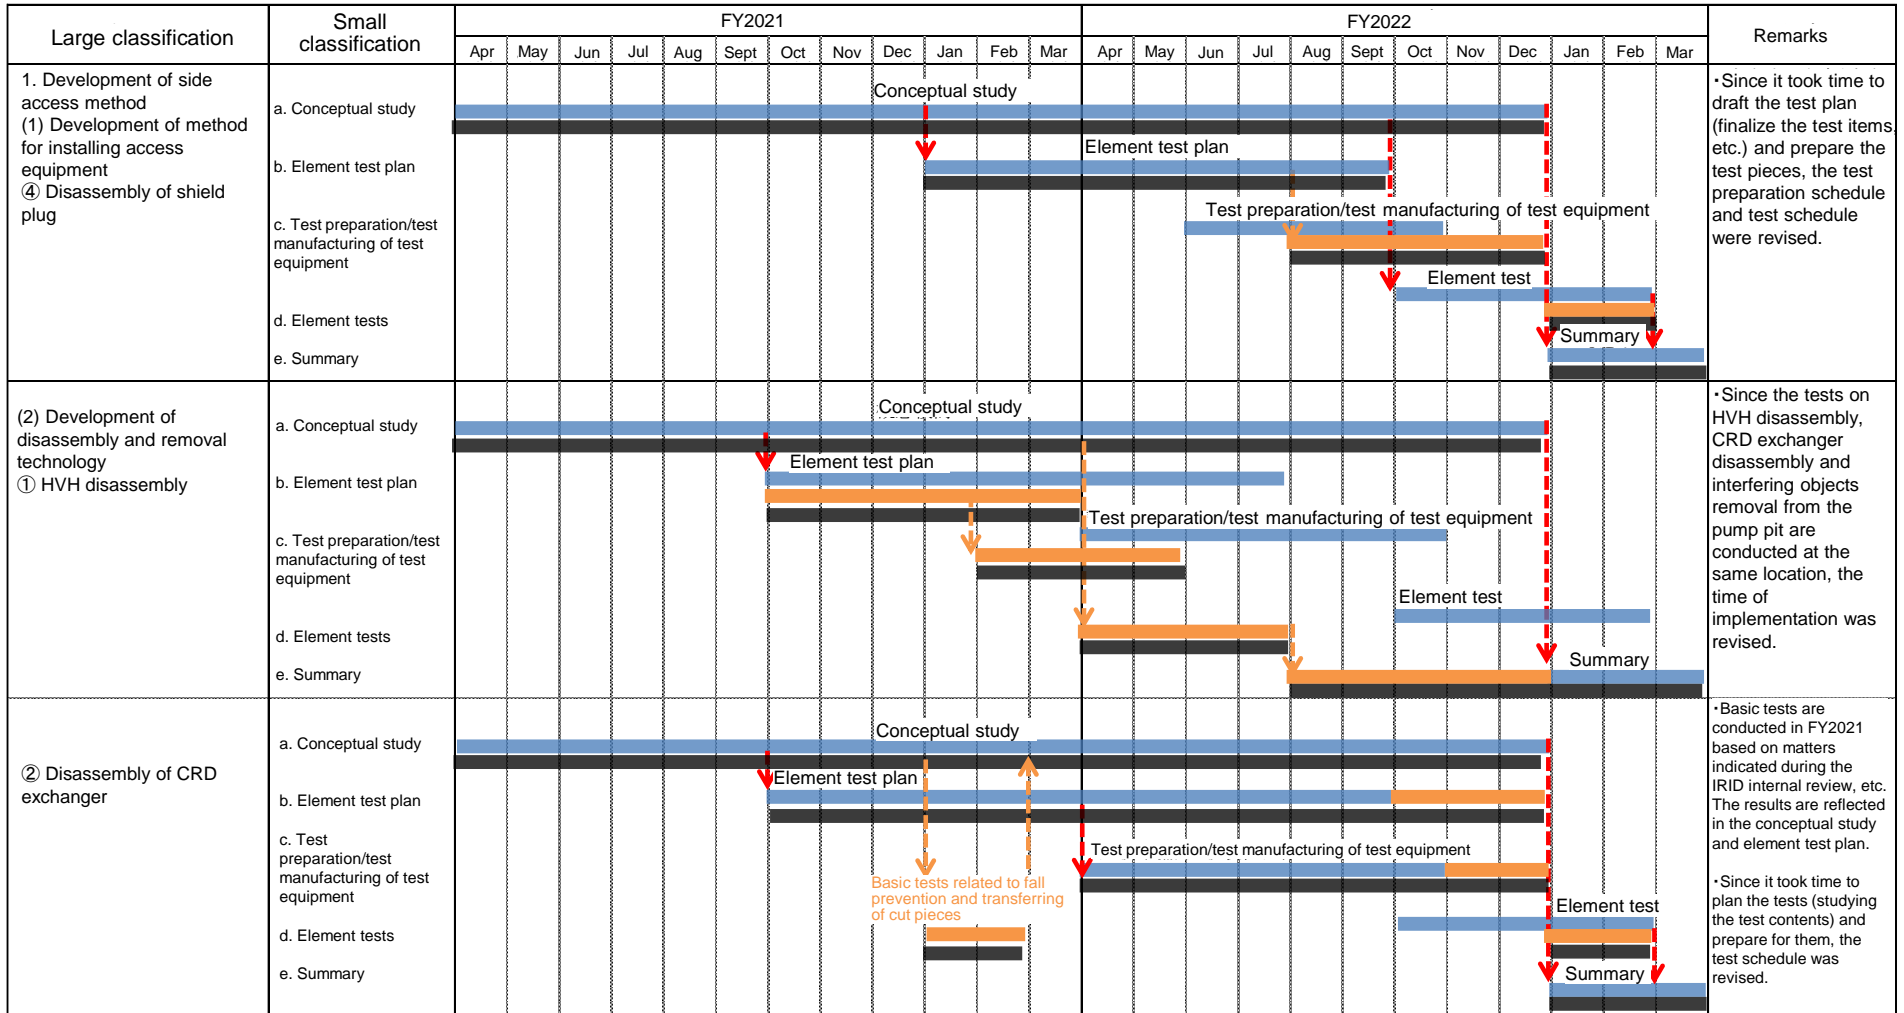 Large classification
Small
classification
FY2021
FY2022
Remarks
Apr May Jun Jul Aug Sept Oct Nov Dec Jan Feb Mar Apr May Jun Jul Aug Sept Oct Nov Dec Jan Feb Mar
1. Development of side
access method
(1) Development of method
for installing access
equipment
④ Disassembly of shield
plug
a. Conceptual study
b. Element test plan
c. Test preparation/test
manufacturing of test
equipment
d. Element tests
e. Summary
Conceptual study
Element test plan
Test preparation/test manufacturing of test equipment
Element test
Summary
・Since it took time to
draft the test plan
(finalize the test items,
etc.) and prepare the
test pieces, the test
preparation schedule
and test schedule
were revised.
(2) Development of
disassembly and removal
technology
① HVH disassembly
a. Conceptual study
b. Element test plan
c. Test preparation/test
manufacturing of test
equipment
d. Element tests
e. Summary
Conceptual study
Element test plan
Test preparation/test manufacturing of test equipment
Element test
Summary
・Since the tests on
HVH disassembly,
CRD exchanger
disassembly and
interfering objects
removal from the
pump pit are
conducted at the
same location, the
time of
implementation was
revised.
② Disassembly of CRD
exchanger
a. Conceptual study
b. Element test plan
c. Test
preparation/test
manufacturing of test
equipment
d. Element tests
e. Summary
Conceptual study
Element test plan
Test preparation/test manufacturing of test equipment
Basic tests related to fall
prevention and transferring
of cut pieces
Element test
Summary
・Basic tests are
conducted in FY2021
based on matters
indicated during the
IRID internal review, etc.
The results are reflected
in the conceptual study
and element test plan.
・Since it took time to
plan the tests (studying
the test contents) and
prepare for them, the
test schedule was
revised.